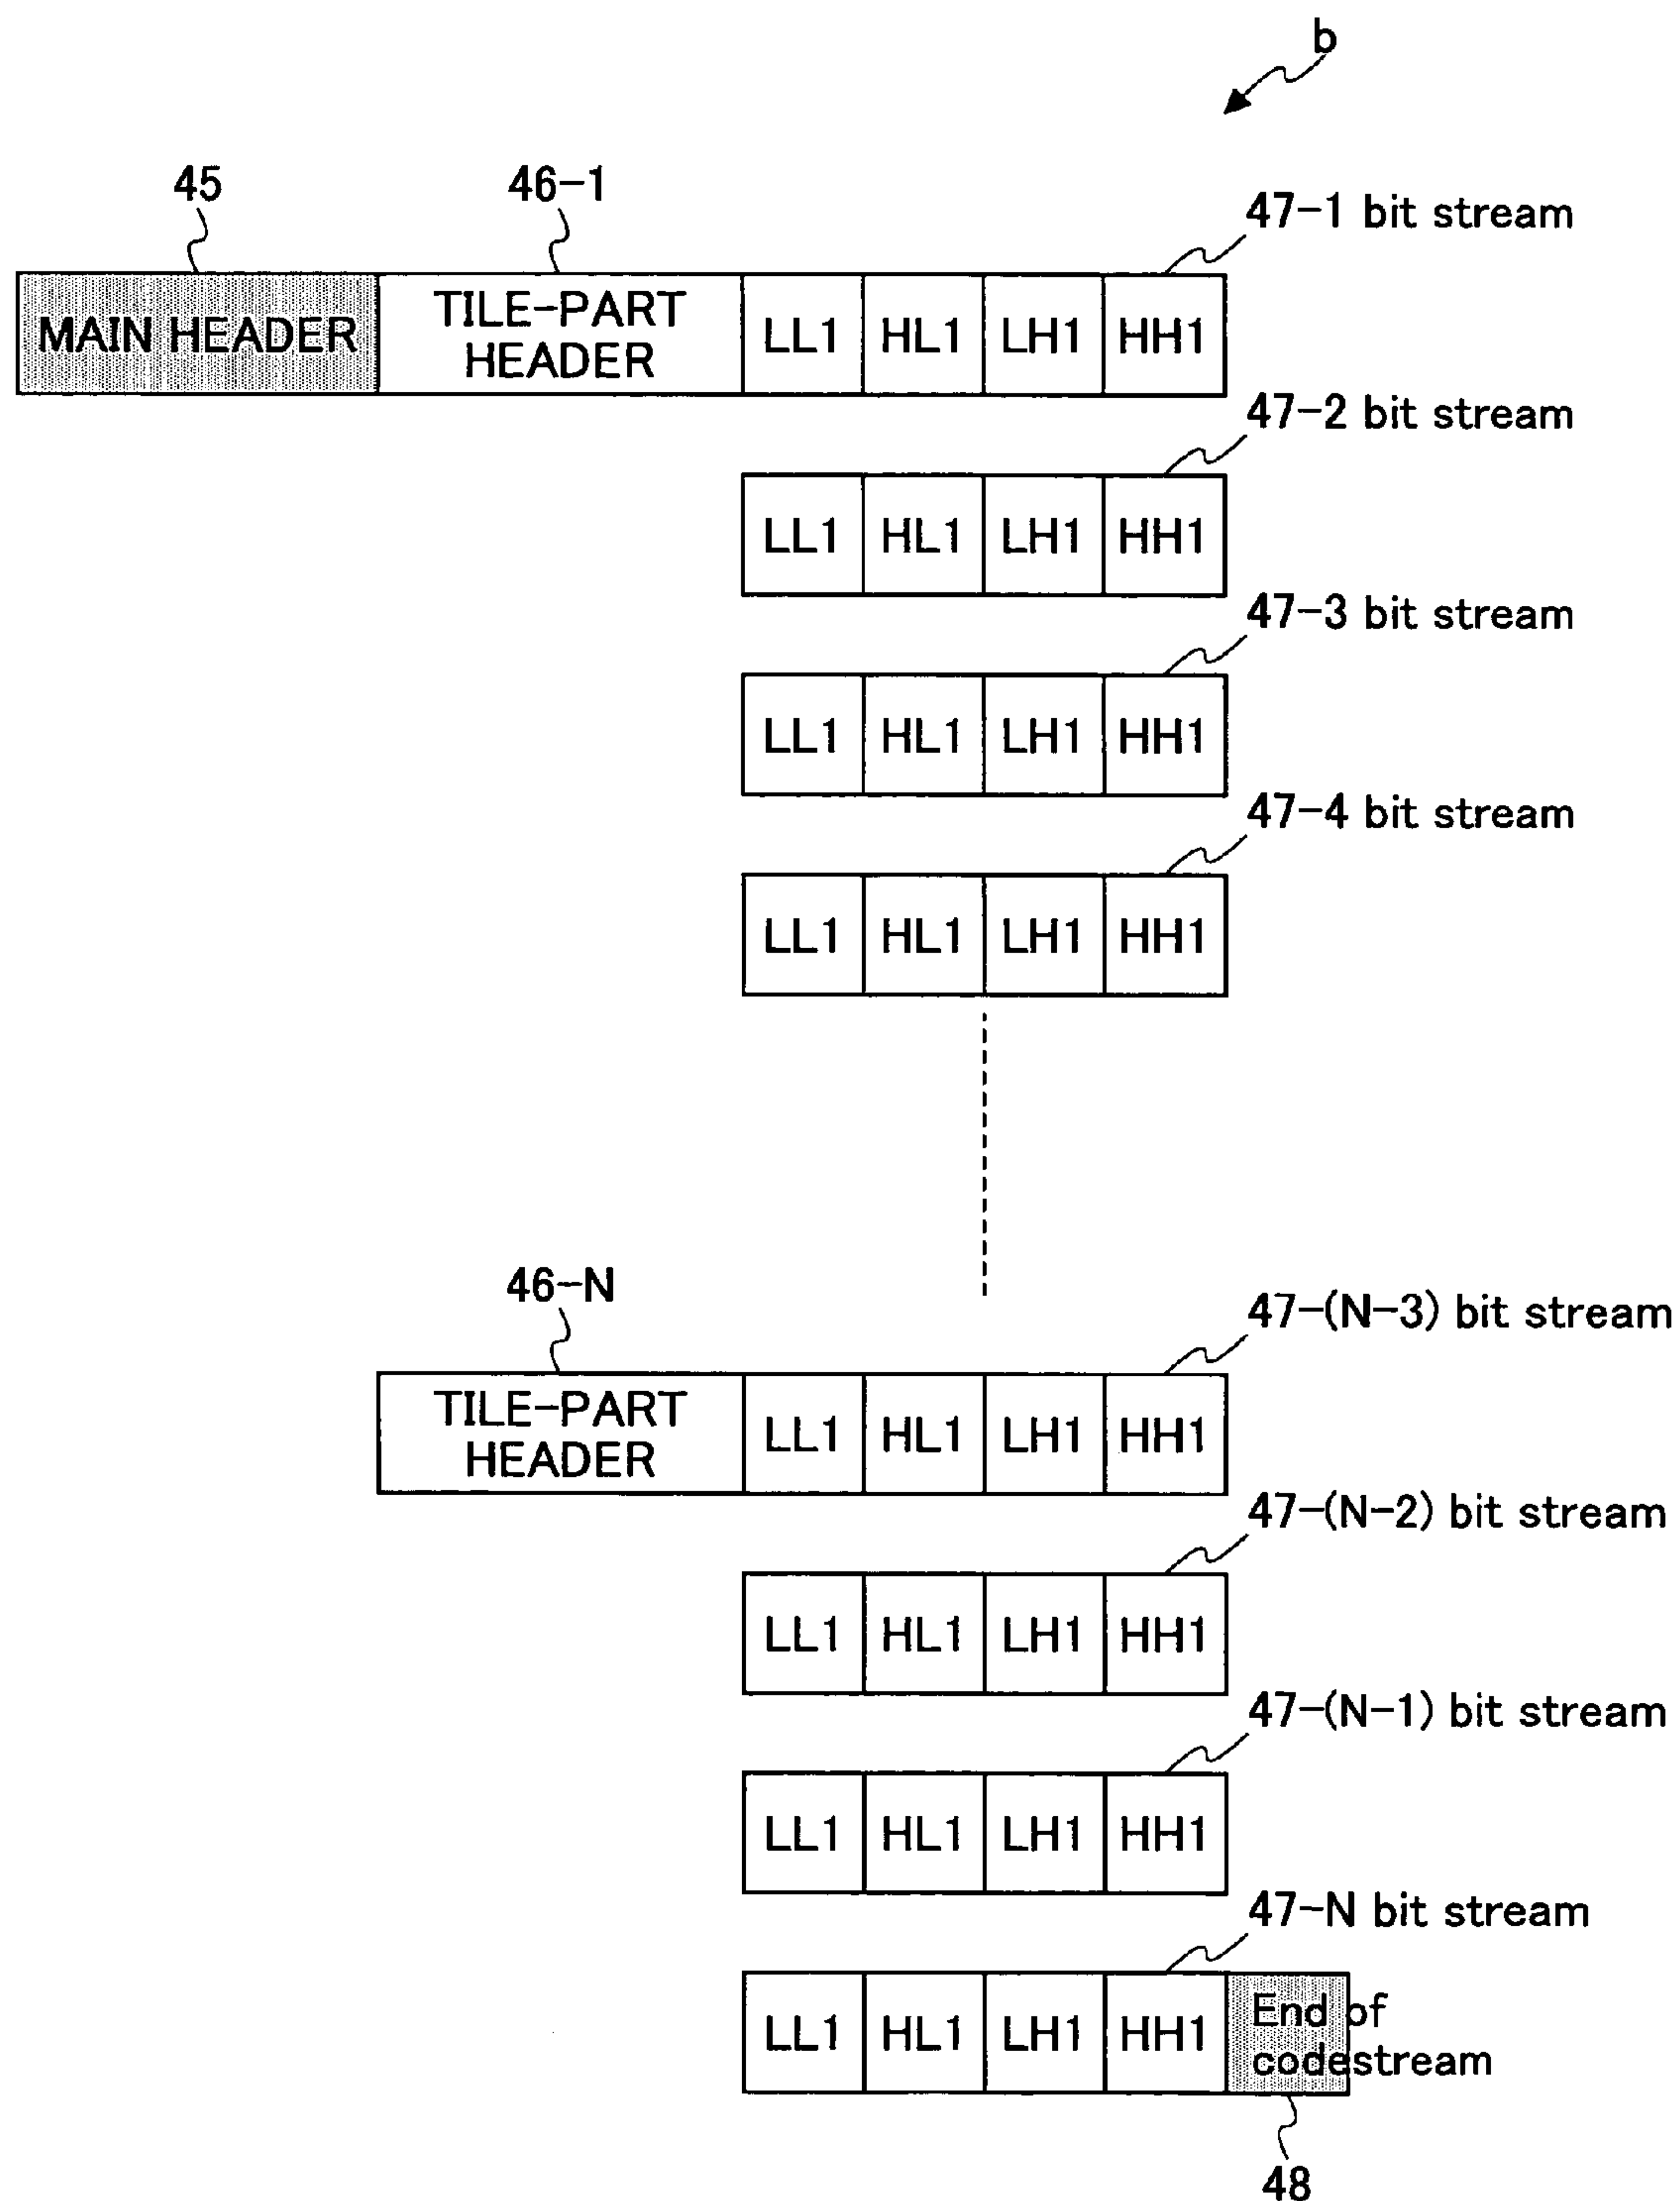 b
45
46-1
47-1 bit stream
MAIN HEADER
TILE-PART
HEADER
LL1 HL1 LH1 HH1
47-2 bit stream
LL1 HL1 LH1 HH1
47-3 bit stream
LL1 HL1 LH1 HH1
47-4 bit stream
LL1 HL1 LH1 HH1
46-N
47-(N-3) bit stream
TILE-PART
HEADER
LL1 HL1 LH1 HH1
47-(N-2) bit stream
LL1 HL1 LH1 HH1
47-(N-1) bit stream
LL1 HL1 LH1 HH1
47-N bit stream
LL1 HL1 LH1 HH1
End of
codestream
48